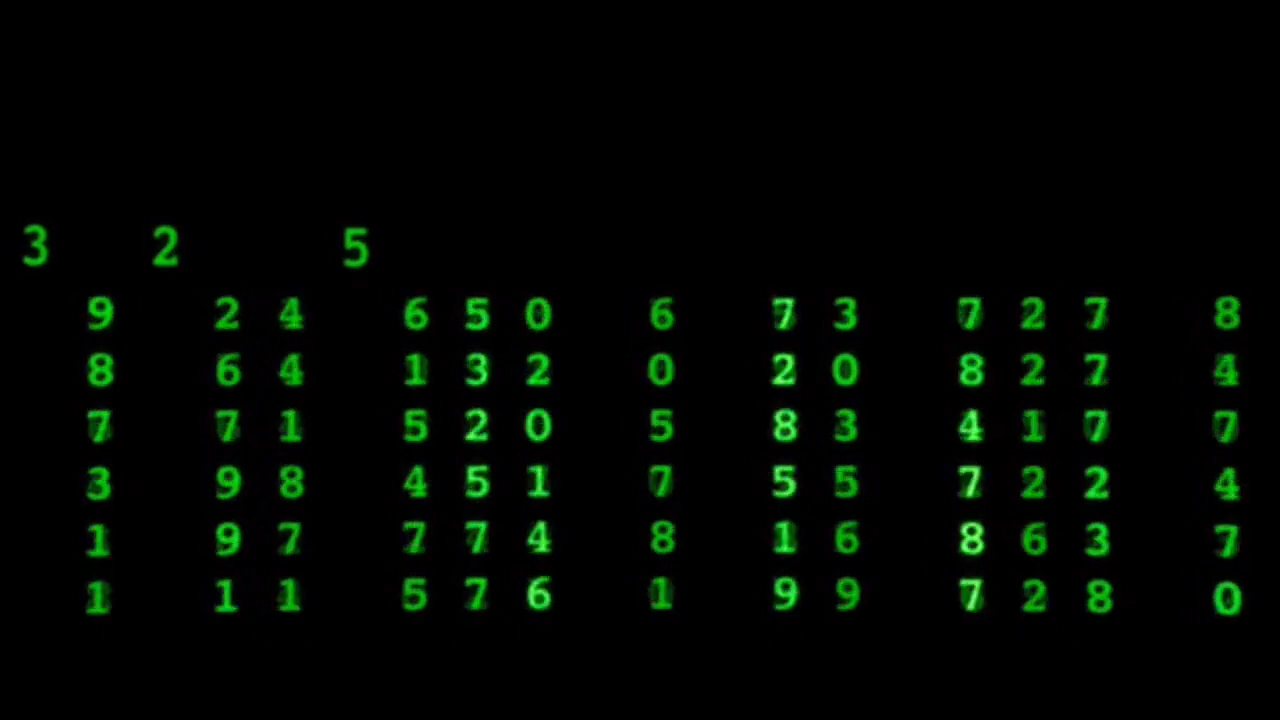 3 2 5
9 2 4 6 5 0 6 7 3 7 2 7 8
8 6 4 1 3 2 0 2 0 8 2 7 4
7 7 1 5 2 0 5 8 3 4 1 7 7
3 9 8 4 5 1 7 5 5 7 2 2 4
1 9 7 7 7 4 8 1 6 8 6 3 7
1 1 1 5 7 6 1 9 9 7 2 8 0